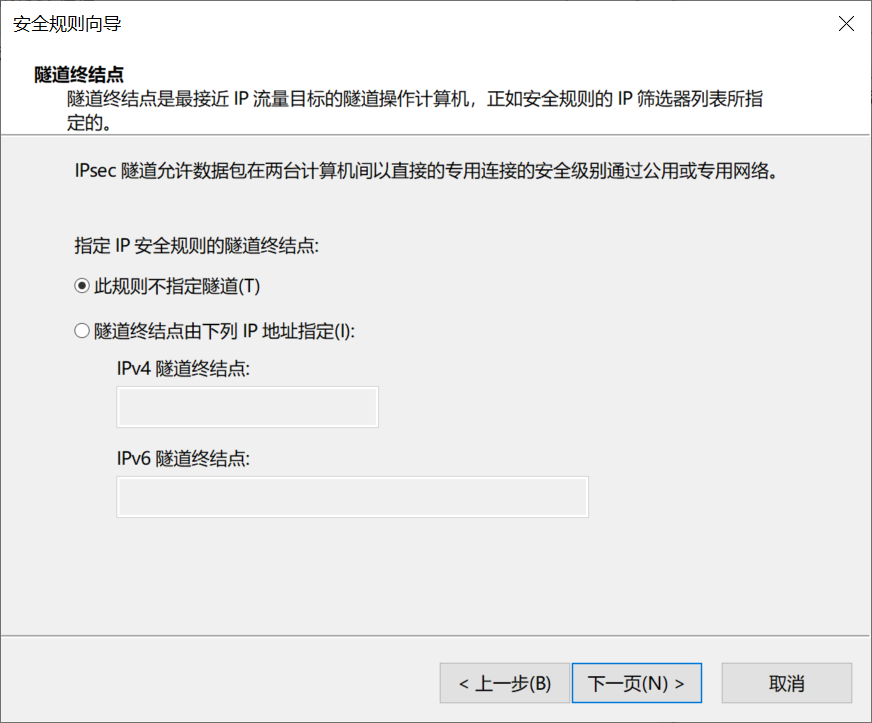 安全规则向导
隧道终结点
隧道终结点是最接近 IP 流量目标的隧道操作计算机，正如安全规则的 IP 筛选器列表所指
定的。
IPsec 隧道允许数据包在两台计算机间以直接的专用连接的安全级别通过公用或专用网络。
指定 IP 安全规则的隧道终结点:
此规则不指定隧道(T)
隧道终结点由下列 IP 地址指定(I):
IPv4 隧道终结点:
IPv6 隧道终结点:
< 上一步(B)
下一页(N) >
取消